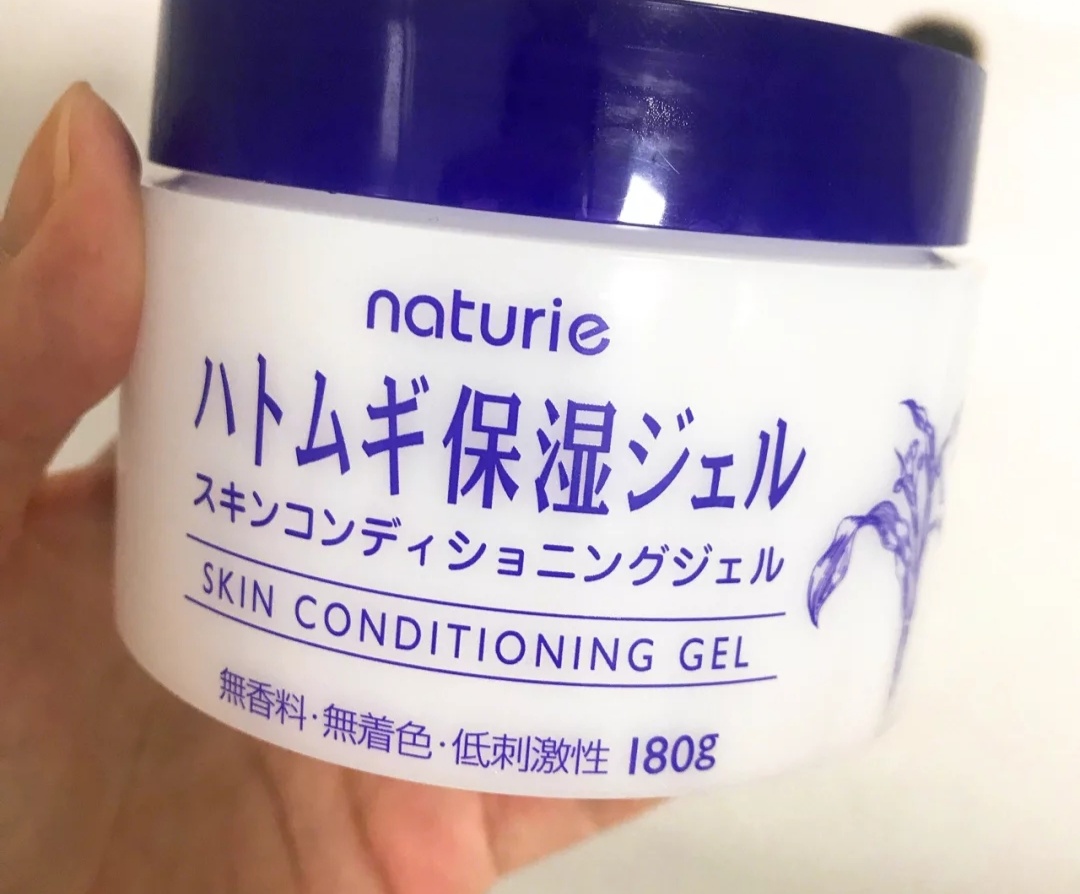 naturie
ハトムギ保湿ジェル
スキンコンディショニングジェル
SKIN CONDITIONING GEL
無香料·無着色·低刺激性 180g